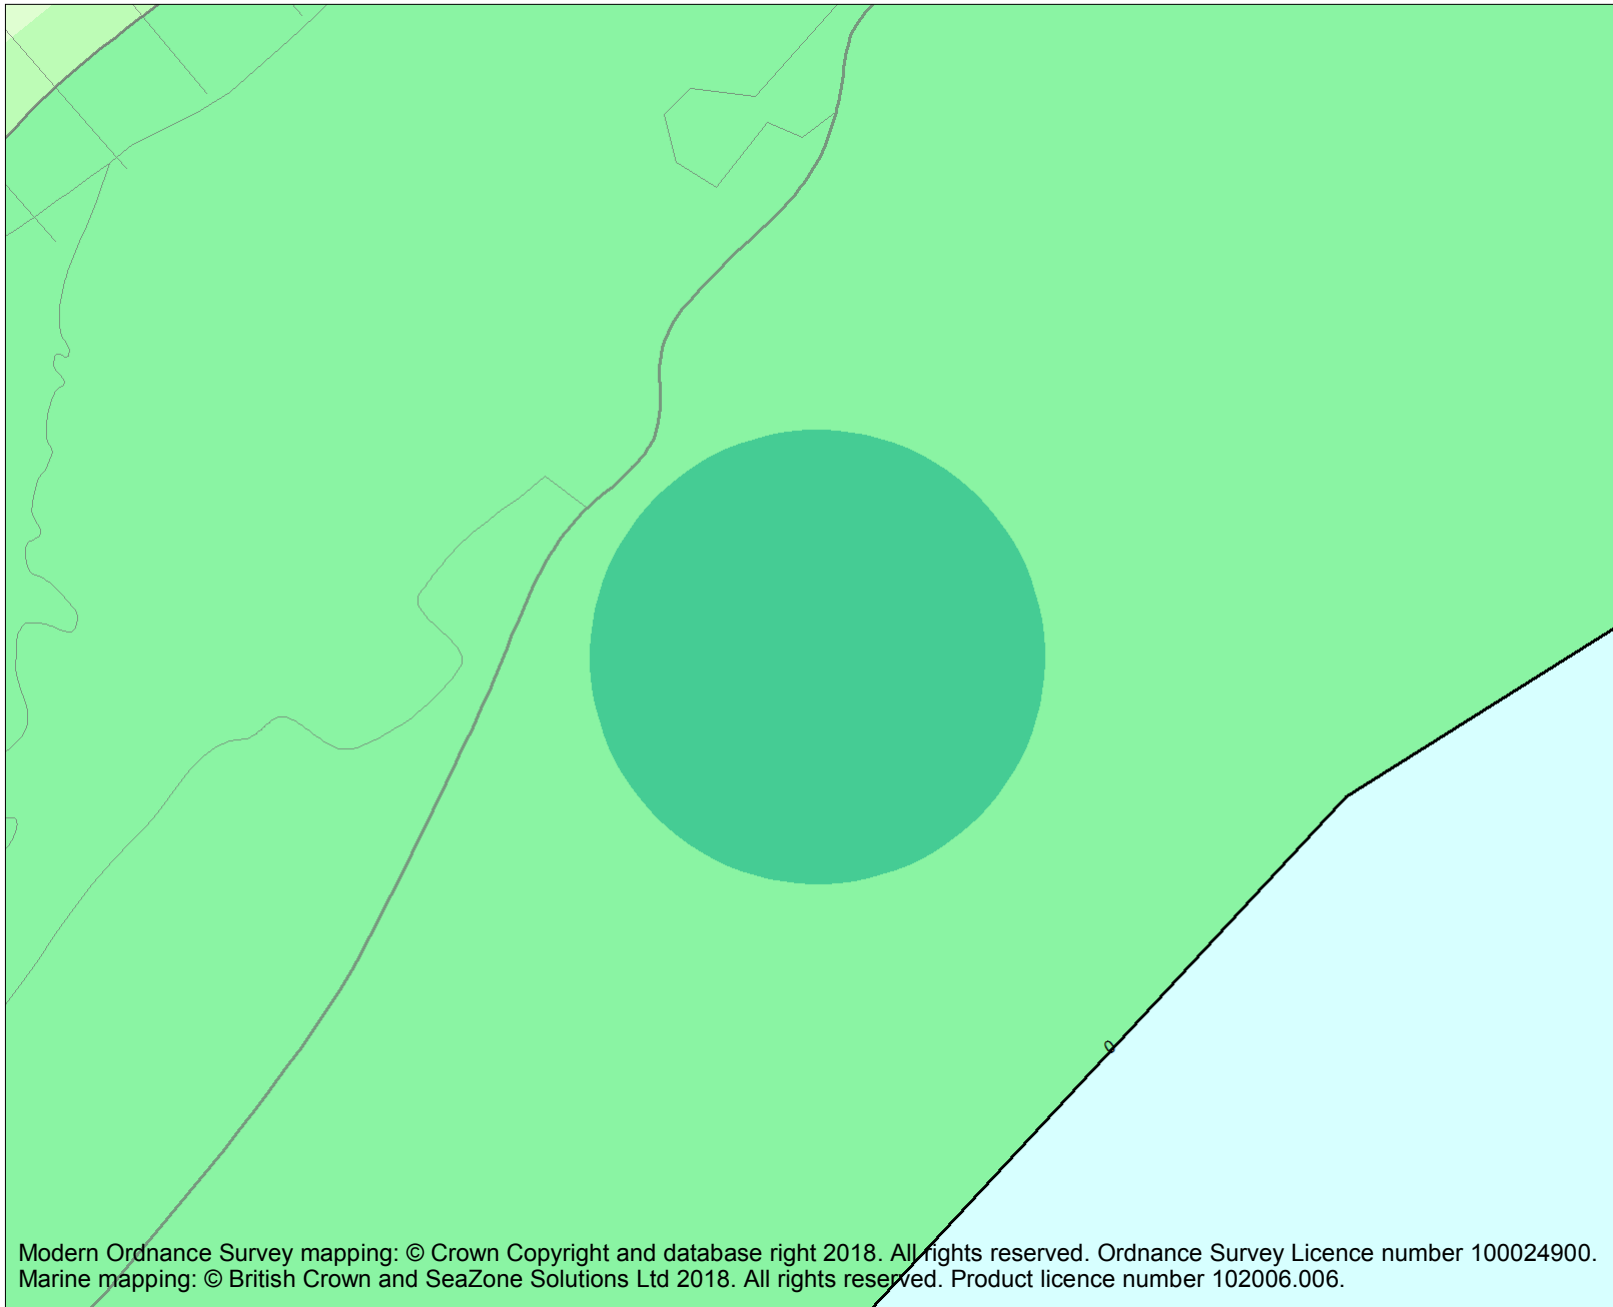 0
Modern Ordnance Survey mapping: © Crown Copyright and database right 2018. All rights reserved. Ordnance Survey Licence number 100024900.
Marine mapping: © British Crown and SeaZone Solutions Ltd 2018. All rights reserved. Product licence number 102006.006.